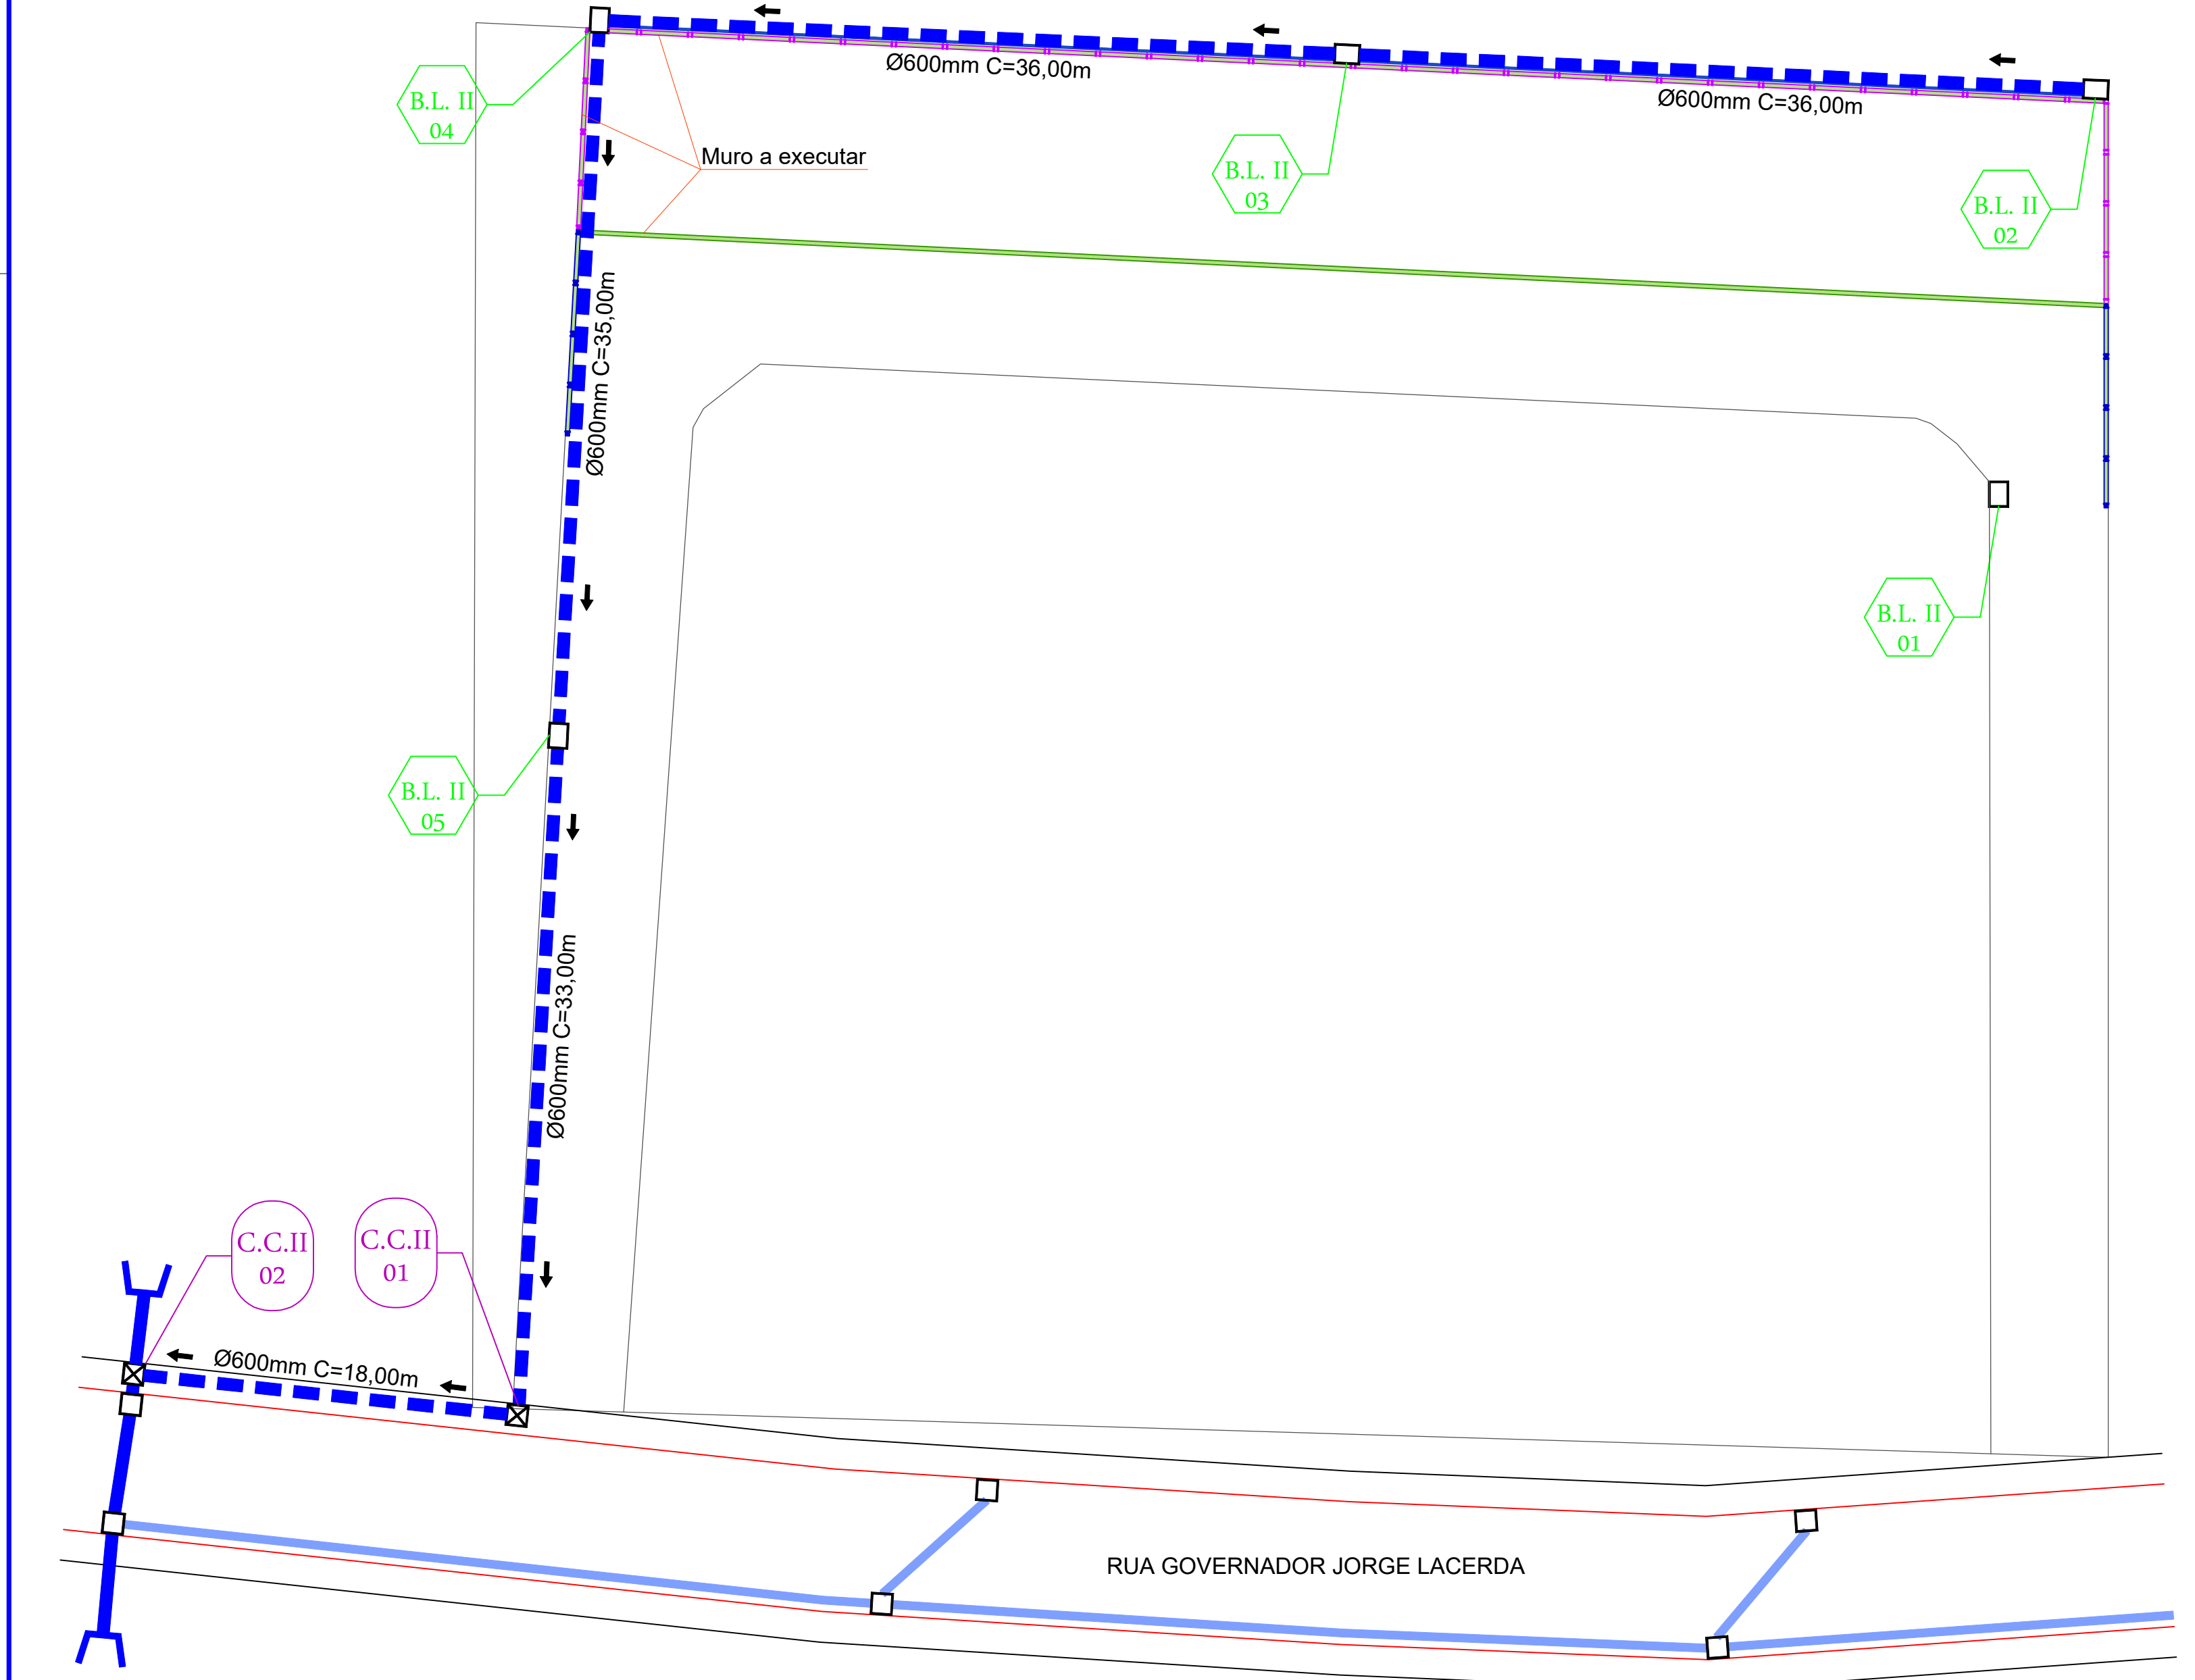 Ø600mm C=36,00m
Ø600mm C=36,00m
B.L. II
04
Muro a executar
B.L. II
03
B.L. II
02
Ø600mm C=35,00m
B.L. II
01
B.L. II
05
Ø600mm C=33,00m
C.C.II
02
C.C.II
01
Ø600mm C=18,00m
RUA GOVERNADOR JORGE LACERDA